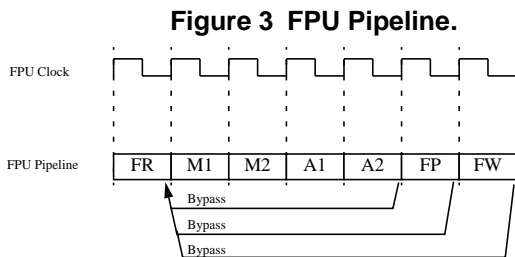 Figure 3 FPU Pipeline.
FPU Clock
FPU Pipeline FR M1 M2 A1 A2 FP FW
Bypass
Bypass
Bypass